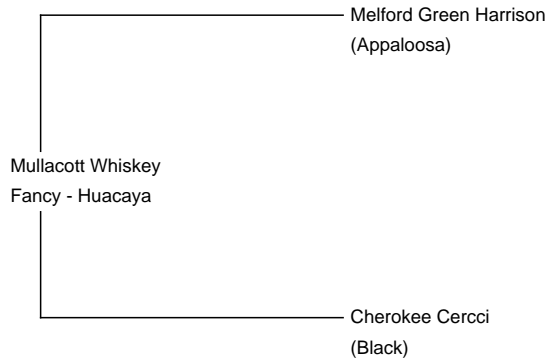 Melford Green Harrison
(Appaloosa)
Mullacott Whiskey
Fancy - Huacaya
Cherokee Cercci
(Black)